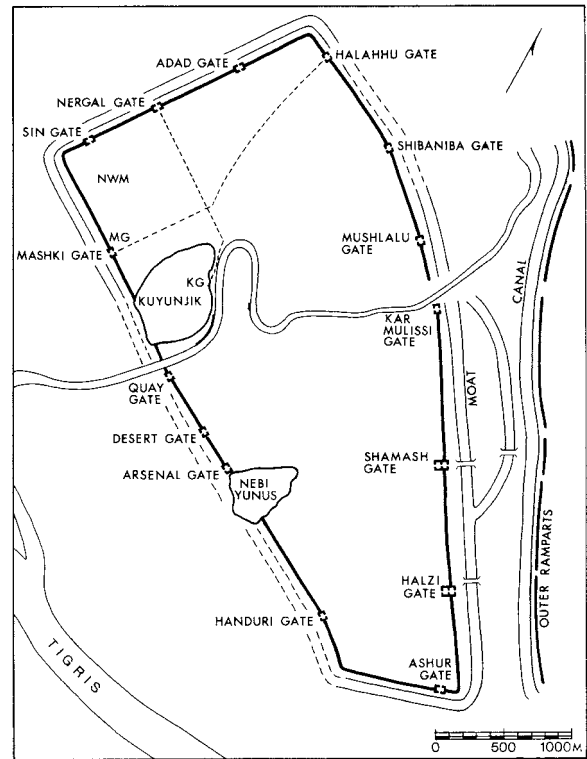 HALAHHU GATE
ADAD GATE
NERGAL GATE
SIN GATE
SHIBANIBA GATE
NWM
MG
MASHKI GATE
MUSHLALU
GATE
KG
KUYUNJIK
CANAL
KAR
MULISSI
GATE
QUAY
GATE
MOAT
DESERT GATE
ARSENAL GATE
SHAMASH
GATE
NEBI
YUNUS
HALZI
GATE
OUTER RAMPARTS
HANDURI GATE
TIGRIS
ASHUR
GATE
0 500 1000M.